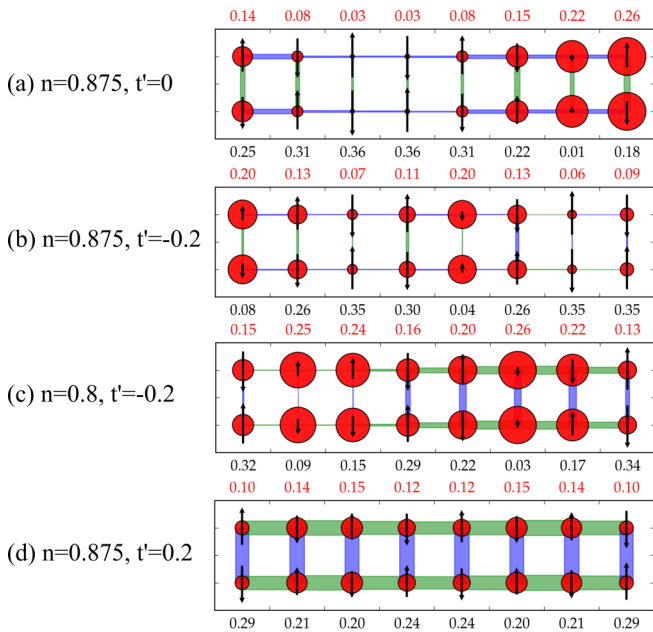 0.14 0.08 0.03 0.03 0.08 0.15 0.22 0.26
(a) n=0.875, t'=0
0.25 0.31 0.36 0.36 0.31 0.22 0.01 0.18
0.20 0.13 0.07 0.11 0.20 0.13 0.06 0.09
(b) n=0.875, t'=-0.2
0.08 0.26 0.35 0.30 0.04 0.26 0.35 0.35
0.15 0.25 0.24 0.16 0.20 0.26 0.22 0.13
(c) n=0.8, t'=-0.2
0.32 0.09 0.15 0.29 0.22 0.03 0.17 0.34
0.10 0.14 0.15 0.12 0.12 0.15 0.14 0.10
(d) n=0.875, t'=0.2
0.29 0.21 0.20 0.24 0.24 0.20 0.21 0.29